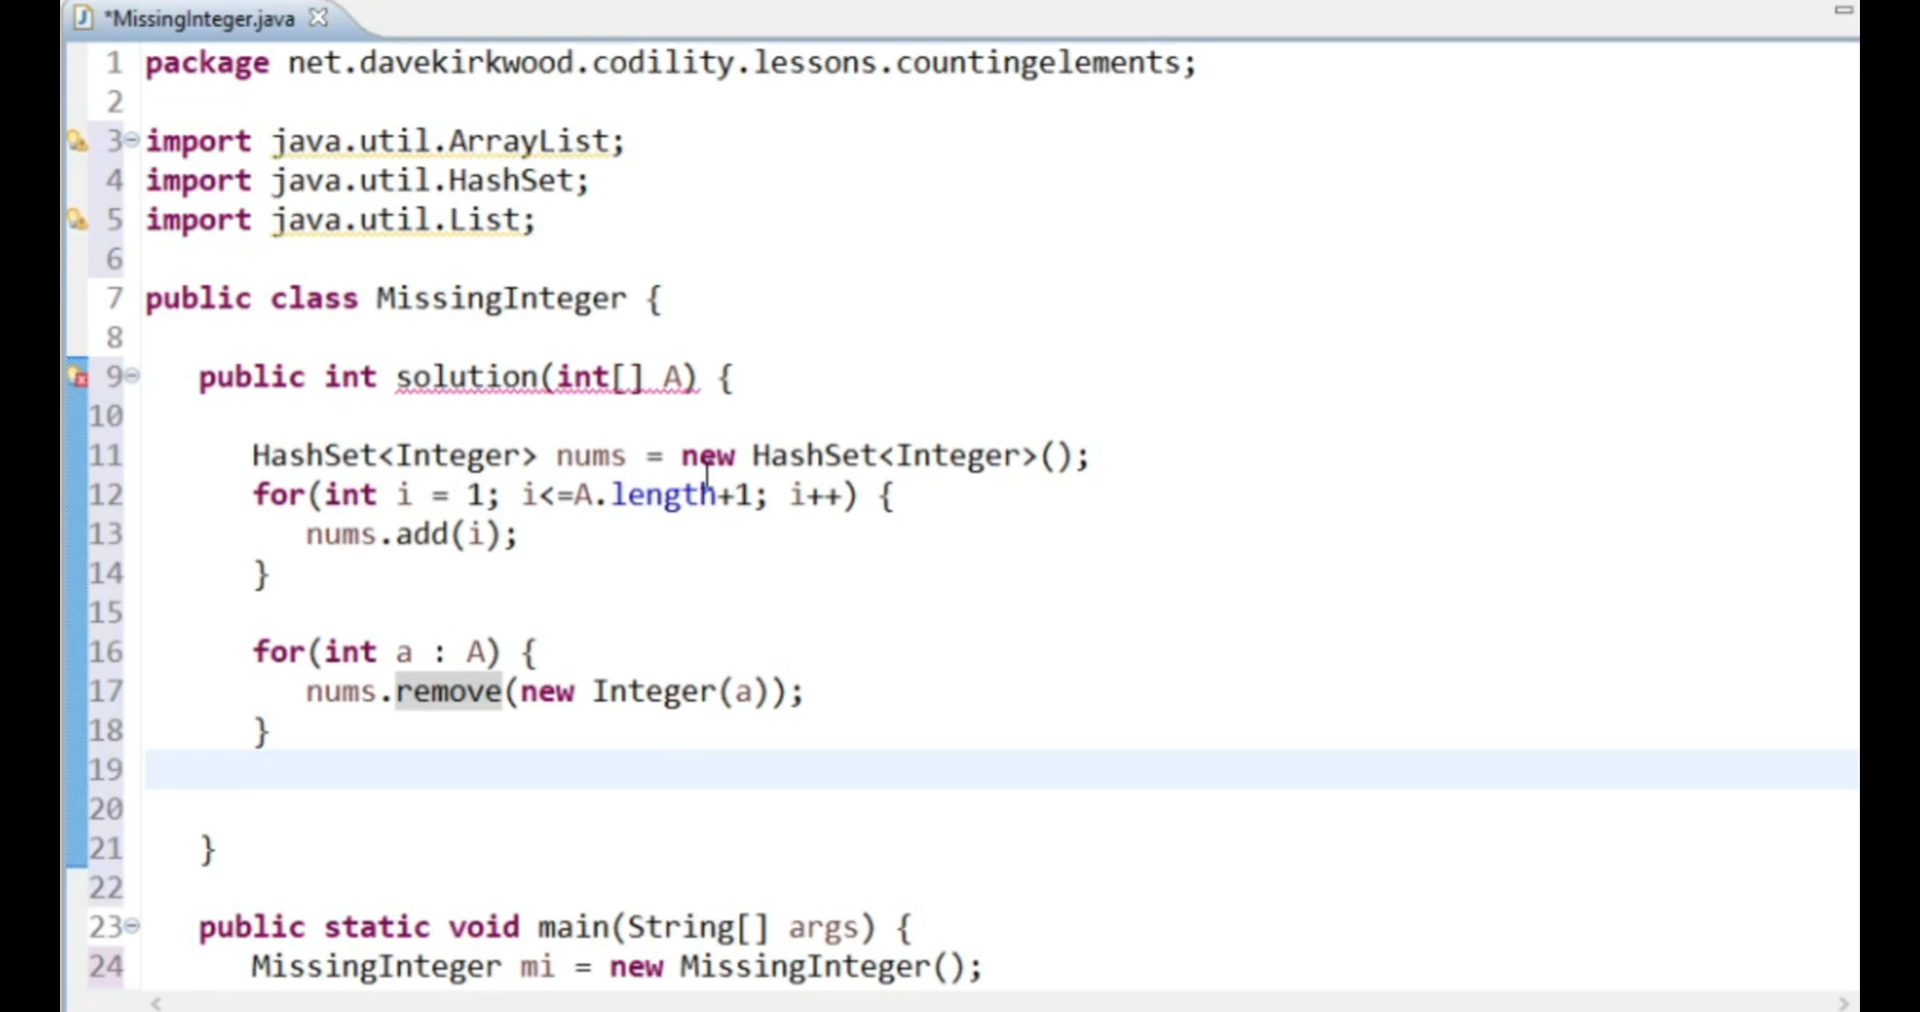 *MissingInteger.java
1 package net.davekirkwood.codility.lessons.countingelements;
2
3 import java.util.ArrayList;
4 import java.util.HashSet;
5 import java.util.List;
6
7 public class MissingInteger {
8
9 public int solution(int[] A) {
10
11 HashSet<Integer> nums = new HashSet<Integer>();
12 for(int i = 1; i<=A.length+1; i++) {
13 nums.add(i);
14 }
15
16 for(int a : A) {
17 nums.remove(new Integer(a));
18 }
19
20
21 }
22
23 public static void main(String[] args) {
24 MissingInteger mi = new MissingInteger();